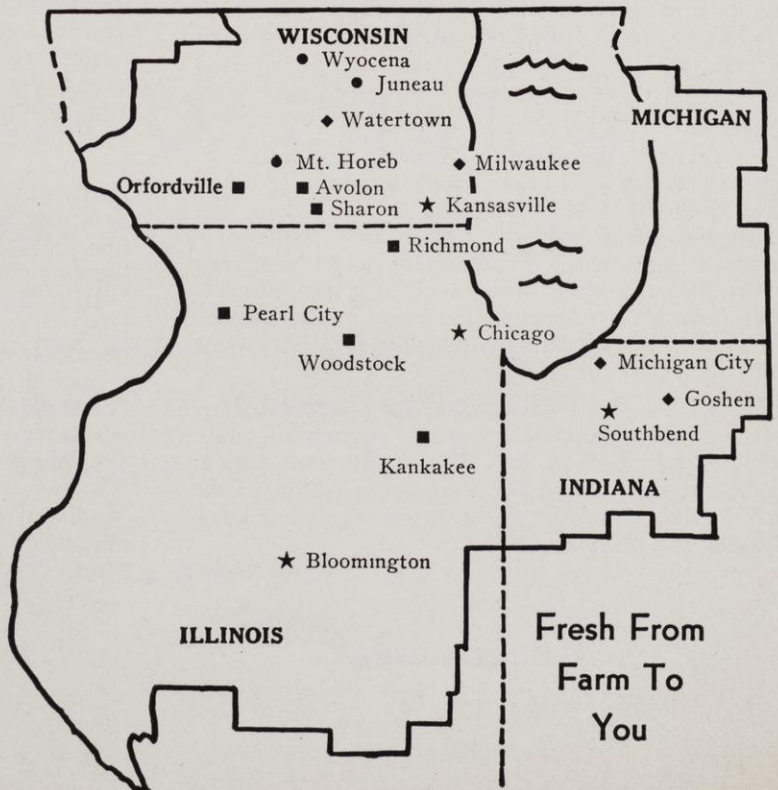 WISCONSIN
Wyocena
Juneau
MICHIGAN
Watertown
Mt. Horeb
Milwaukee
Orfordville
Avolon
Sharon
Kansasville
Richmond
Pearl City
Chicago
Woodstock
Michigan City
Goshen
Southbend
Kankakee
INDIANA
Bloomington
ILLINOIS
Fresh From
Farm To
You